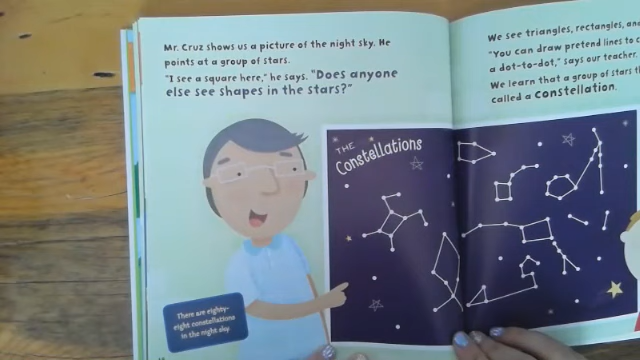 Mr. Cruz shows us a picture of the night sky. He
points at a group of stars.
"I see a square here," he says. "Does anyone
else see shapes in the stars?"
THE
Constellations
There are eighty-
eight constellations
in the night sky.
We see triangles, rectangles, and
"You can draw pretend lines to
a dot-to-dot," says our teacher.
We learn that a group of stars
called a Constellation.